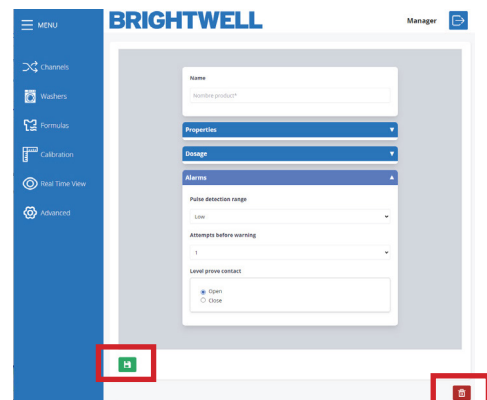 MENU
BRIGHTWELL
Manager
Channels
Washers
Formulas
Calibration
Real Time View
Advanced
Name
Nombre product*
Properties
Dosage
Alarms
Pulse detection range
Low
Attempts before warning
1
Level prove contact
Open
Close